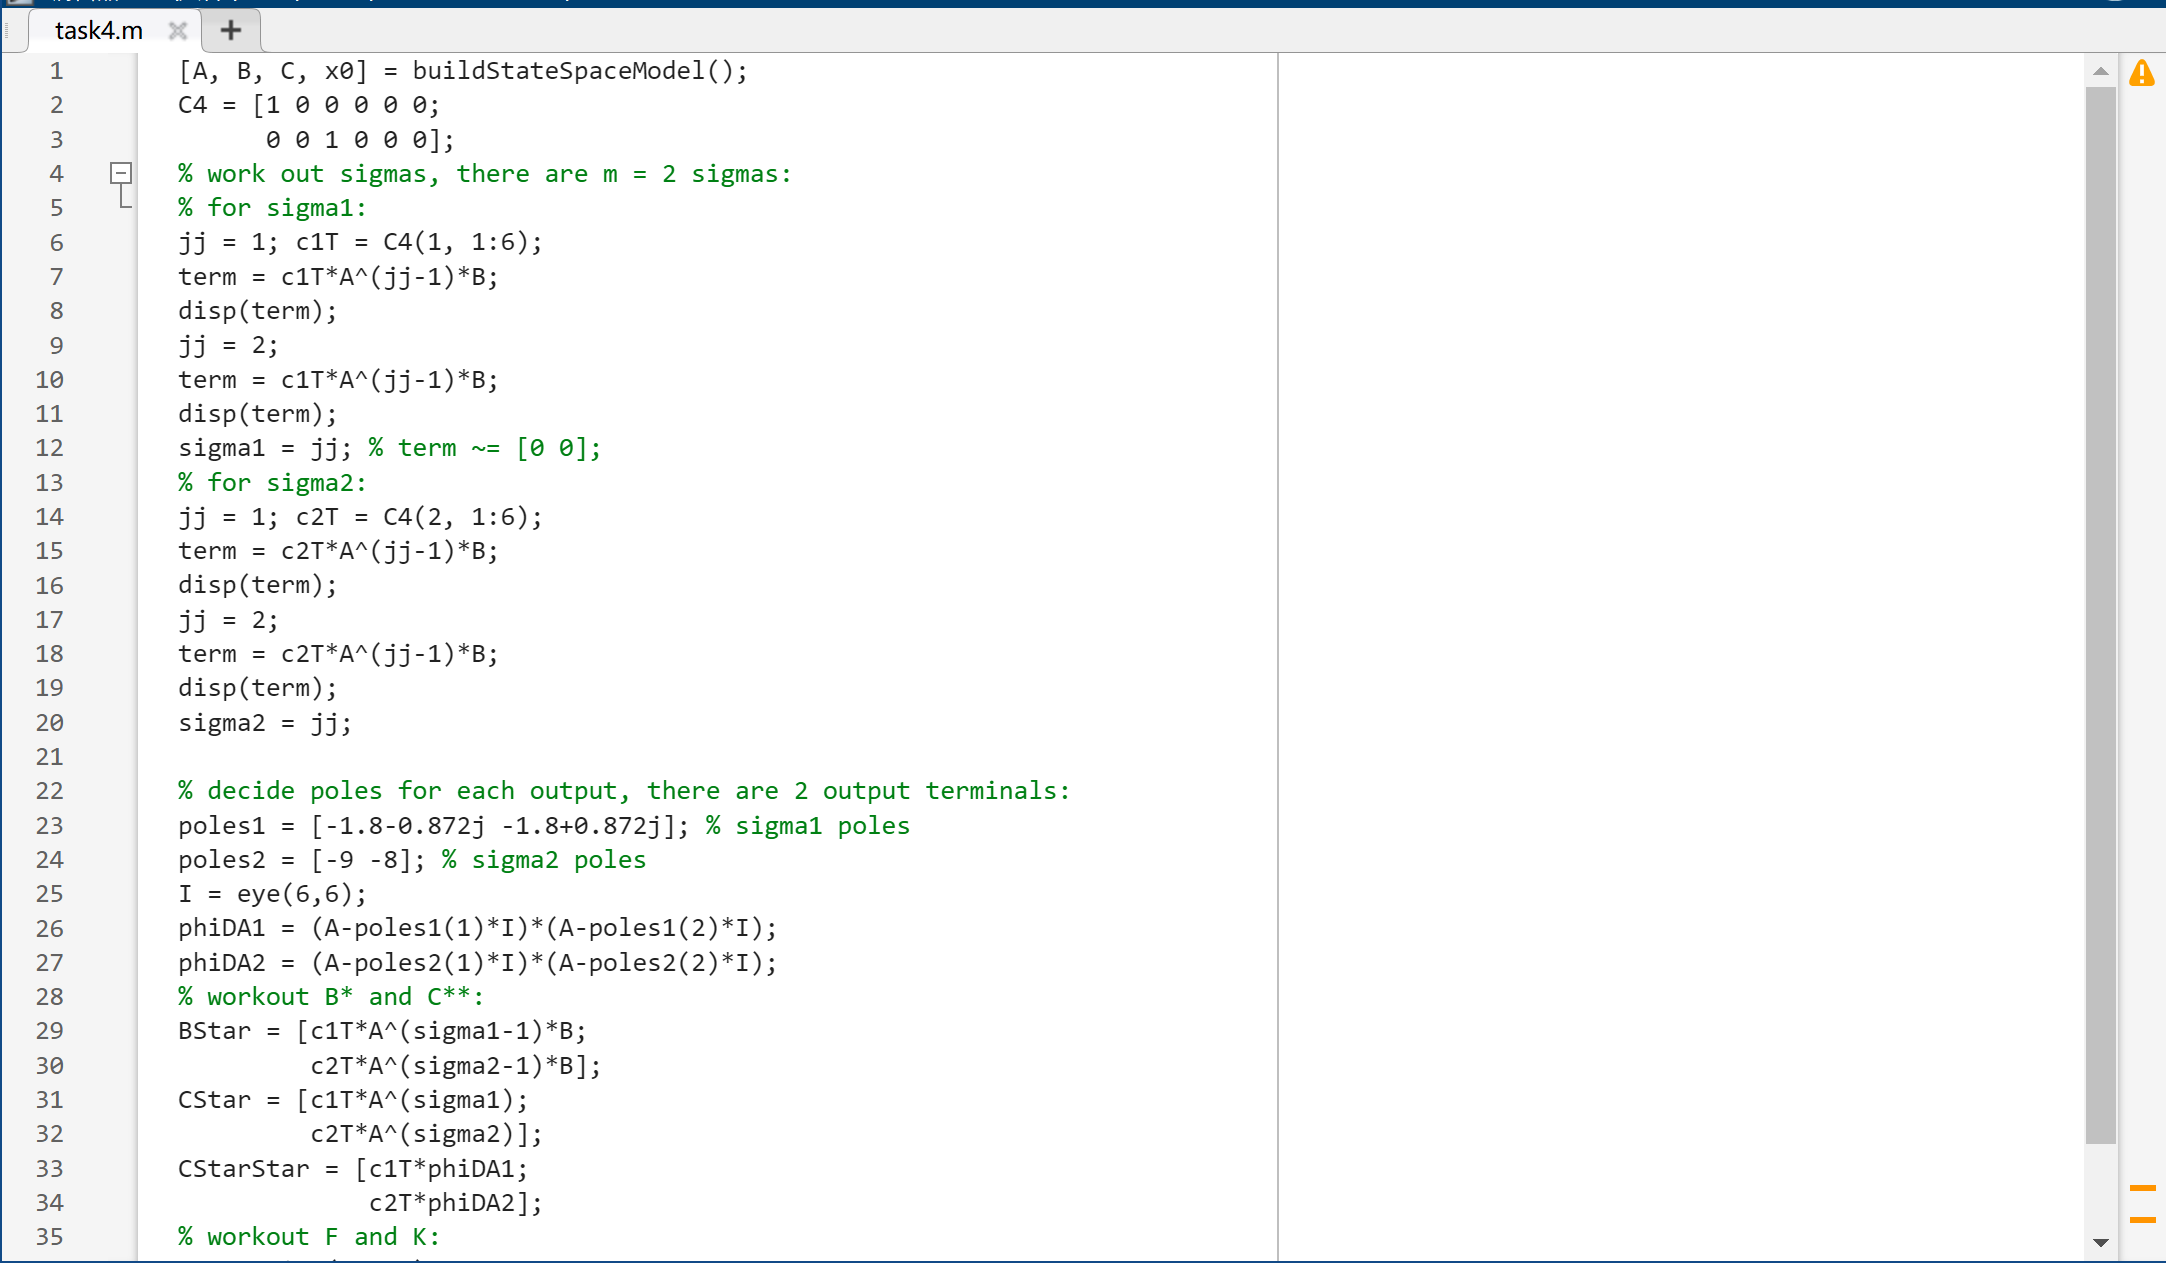 task4.m
1 [A, B, C, x0] = buildStateSpaceModel();
2 C4 = [1 0 0 0 0 0;
3 0 0 1 0 0 0];
4 % work out sigmas, there are m = 2 sigmas:
5 % for sigma1:
6 jj = 1; c1T = C4(1, 1:6);
7 term = c1T*A^(jj-1)*B;
8 disp(term);
9 jj = 2;
10 term = c1T*A^(jj-1)*B;
11 disp(term);
12 sigma1 = jj; % term ~= [0 0];
13 % for sigma2:
14 jj = 1; c2T = C4(2, 1:6);
15 term = c2T*A^(jj-1)*B;
16 disp(term);
17 jj = 2;
18 term = c2T*A^(jj-1)*B;
19 disp(term);
20 sigma2 = jj;
21
22 % decide poles for each output, there are 2 output terminals:
23 poles1 = [-1.8-0.872j -1.8+0.872j]; % sigma1 poles
24 poles2 = [-9 -8]; % sigma2 poles
25 I = eye(6,6);
26 phiDA1 = (A-poles1(1)*I)*(A-poles1(2)*I);
27 phiDA2 = (A-poles2(1)*I)*(A-poles2(2)*I);
28 % workout B* and C**:
29 BStar = [c1T*A^(sigma1-1)*B;
30 c2T*A^(sigma2-1)*B];
31 CStar = [c1T*A^(sigma1);
32 c2T*A^(sigma2)];
33 CStarStar = [c1T*phiDA1;
34 c2T*phiDA2];
35 % workout F and K: